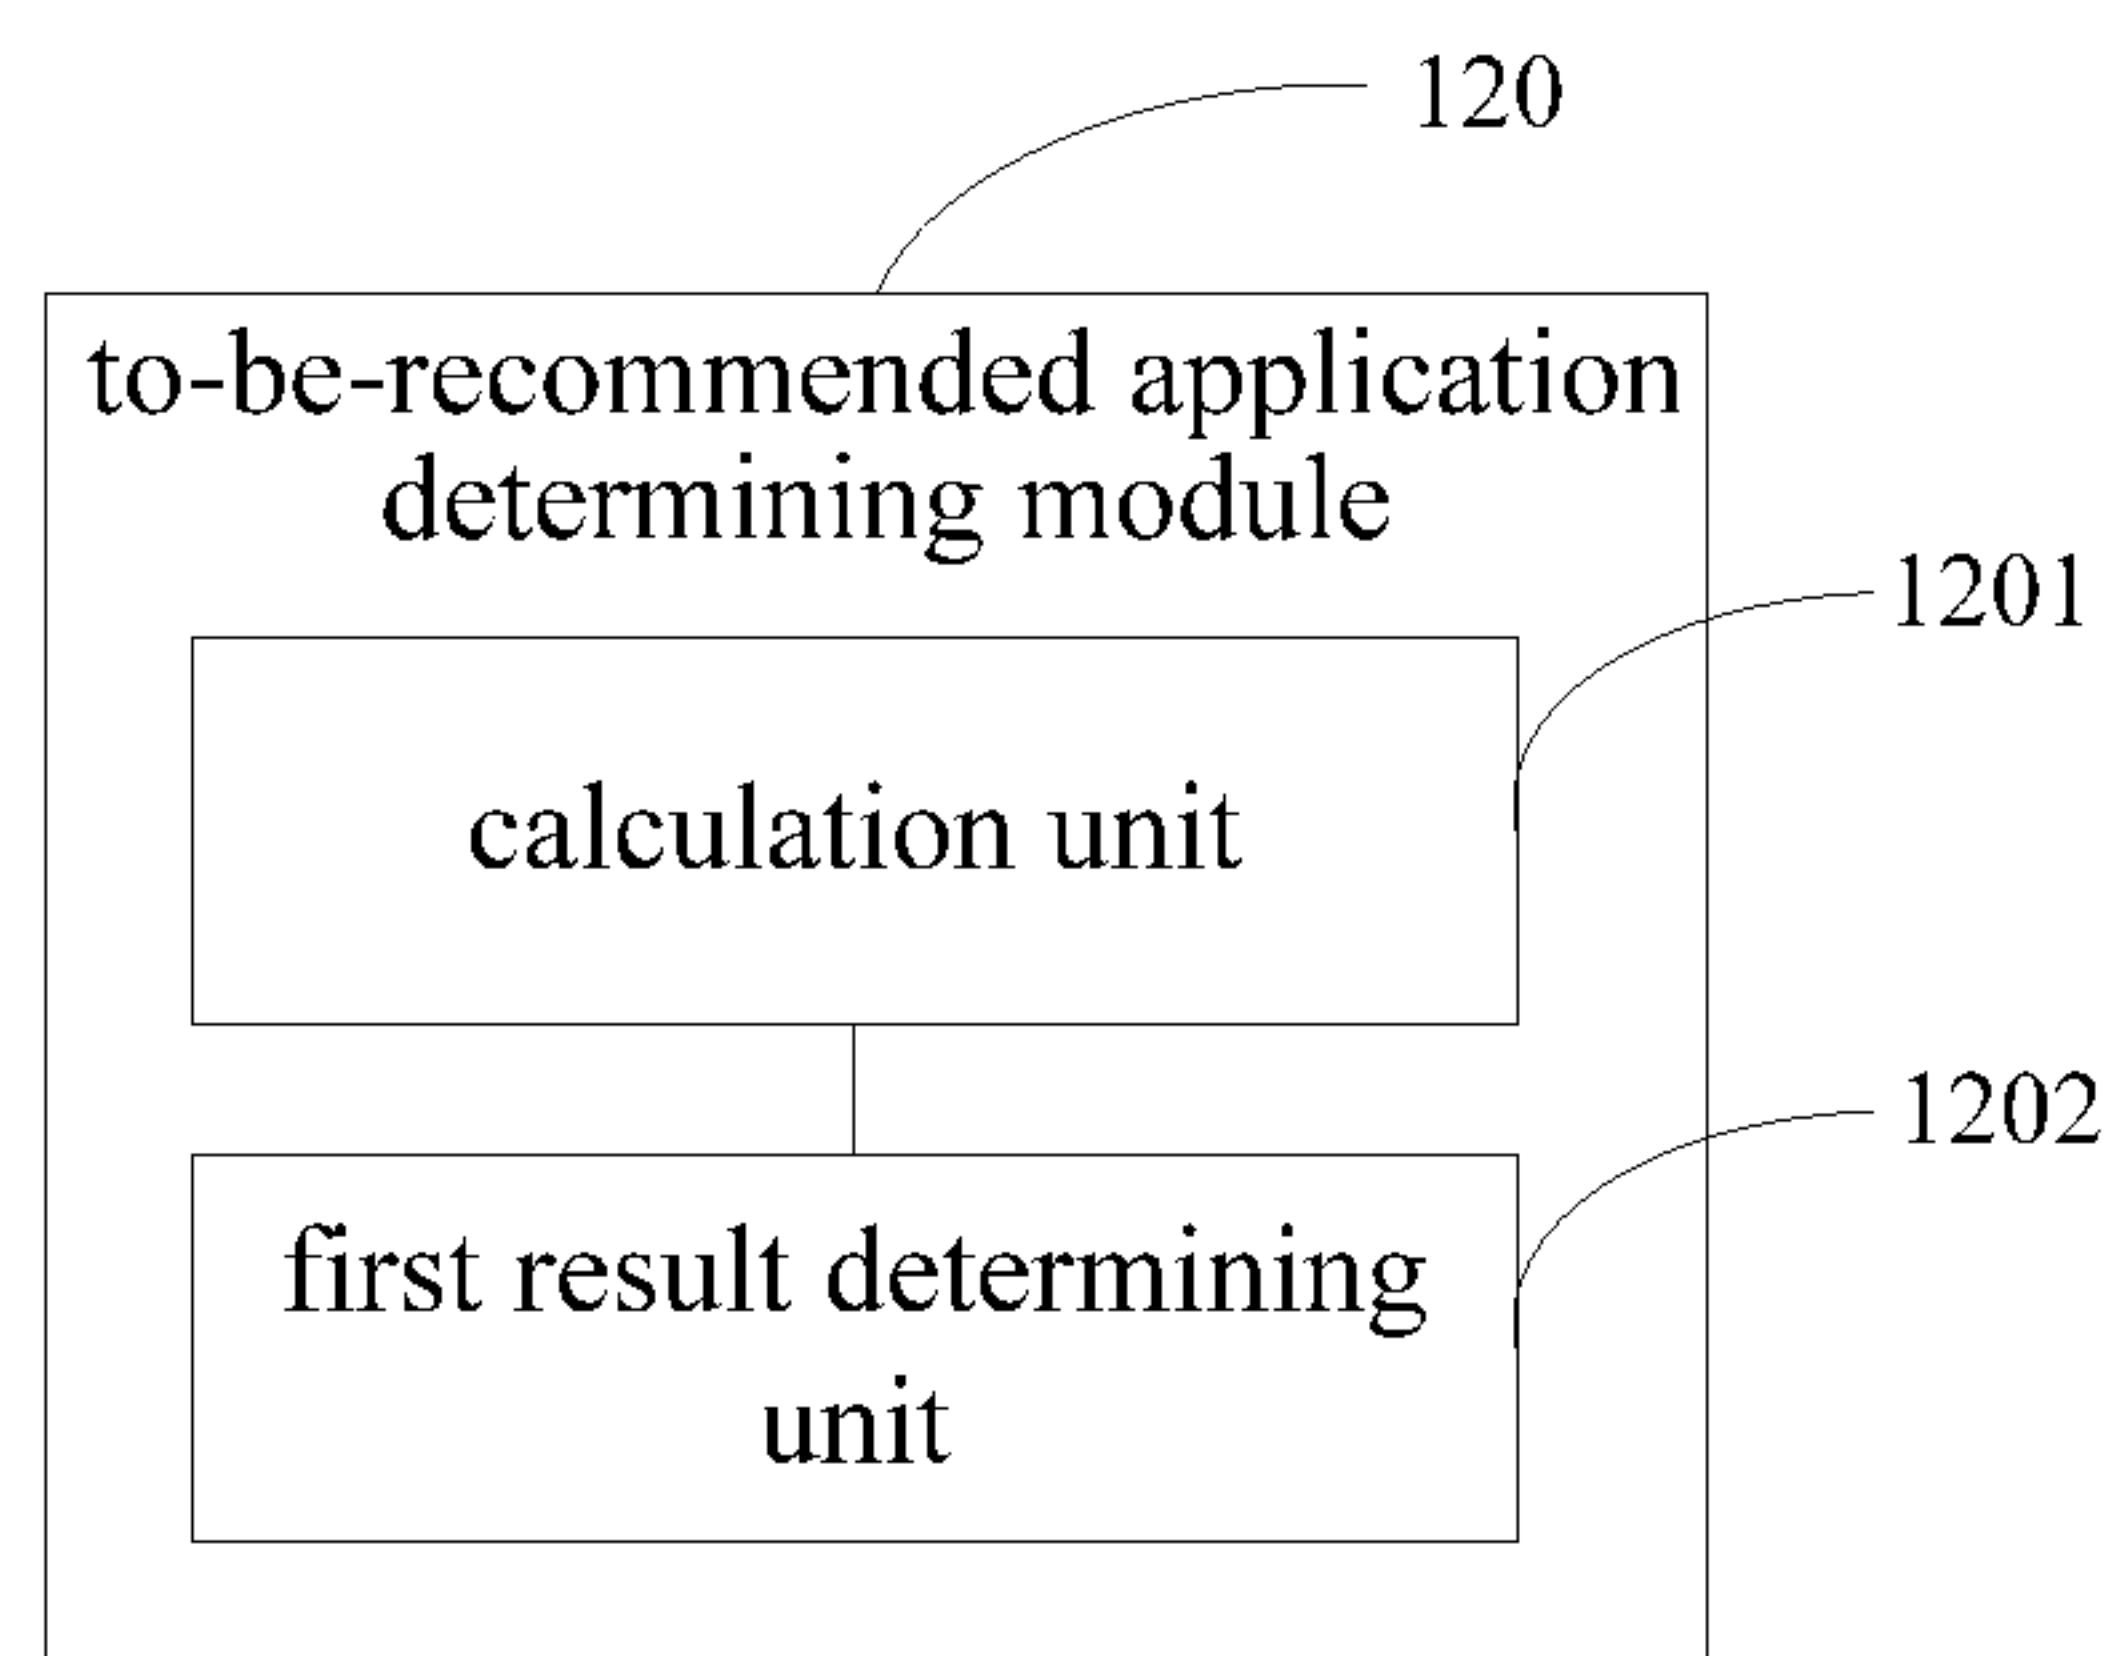 120
to-be-recommended application
determining module
1201
calculation unit
1202
first result determining
unit